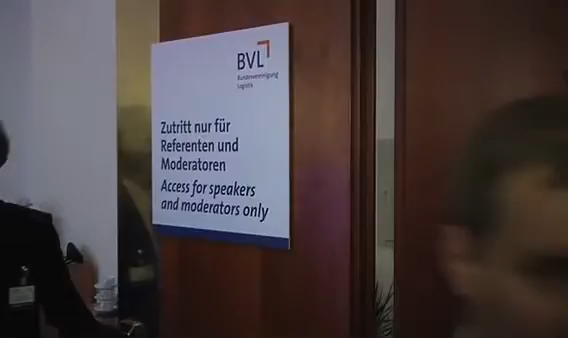 BVL
Bundesvereinigung
Logistik
Zutritt nur für
Referenten und
Moderatoren
Access for speakers
and moderators only